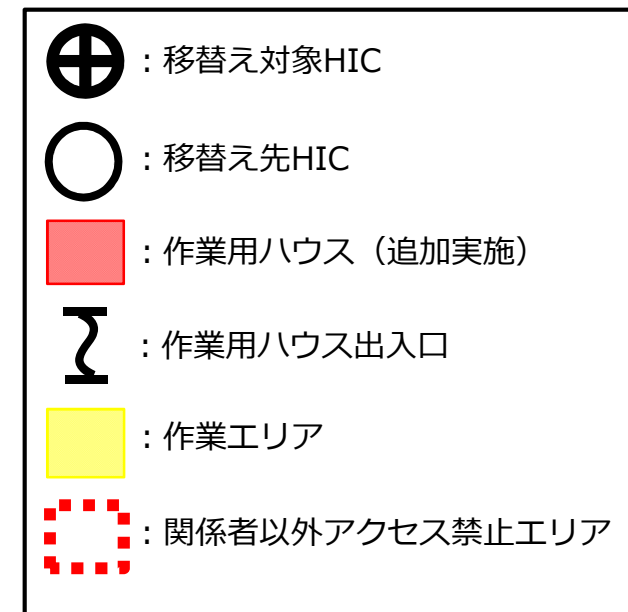 ：移替え対象HIC
：移替え先HIC
：作業用ハウス（追加実施）
：作業用ハウス出入口
：作業エリア
：関係者以外アクセス禁止エリア